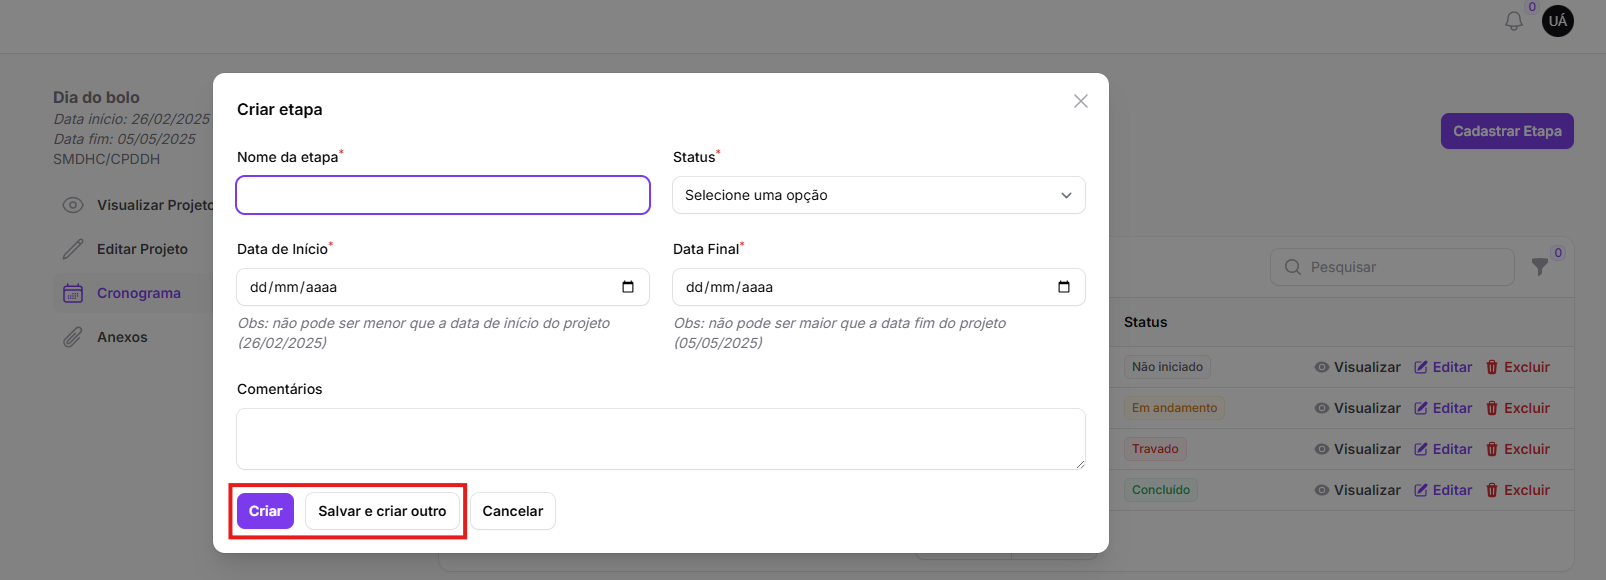 0
UÁ
Dia do bolo
Data início: 26/02/2025
Data fim: 05/05/2025
SMDHC/CPDDH
Visualizar Projeto
Editar Projeto
Cronograma
Anexos
Criar etapa
Nome da etapa*
Status*
Selecione uma opção
Data de Início*
Data Final*
dd/mm/aaaa
dd/mm/aaaa
Obs: não pode ser menor que a data de início do projeto
(26/02/2025)
Obs: não pode ser maior que a data fim do projeto
(05/05/2025)
Comentários
Criar
Salvar e criar outro
Cancelar
Cadastrar Etapa
Pesquisar
0
Status
Não iniciado Visualizar Editar Excluir
Em andamento Visualizar Editar Excluir
Travado Visualizar Editar Excluir
Concluído Visualizar Editar Excluir